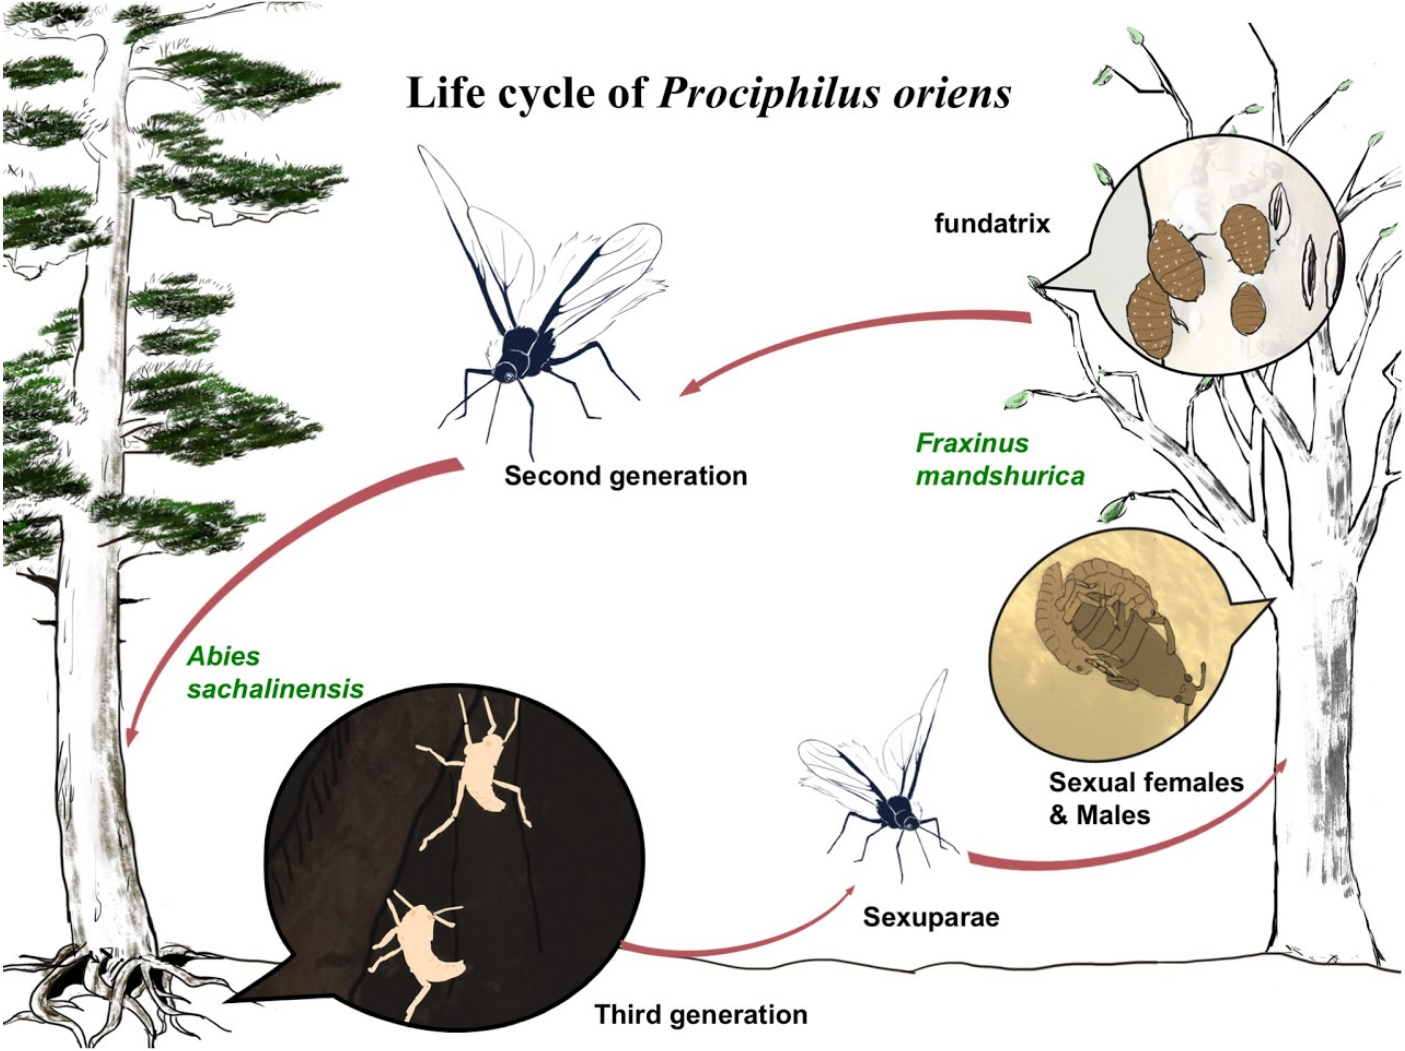 Life cycle of Prociphilus oriens
fundatrix
Fraxinus
mandshurica
Second generation
Abies
sachalinensis
Sexual females
& Males
Sexuparae
Third generation